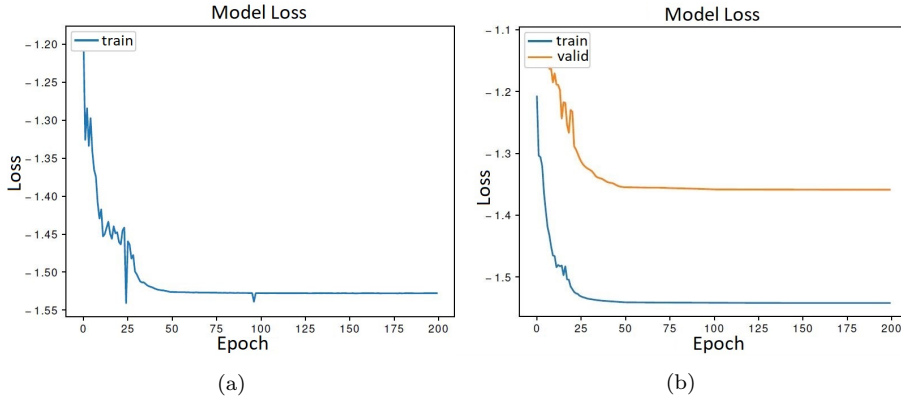 Model Loss
train
Loss
−1.20
−1.25
−1.30
−1.35
−1.40
−1.45
−1.50
−1.55
0 25 50 75 100 125 150 175 200
Epoch
(a)
Model Loss
train
valid
Loss
−1.1
−1.2
−1.3
−1.4
−1.5
0 25 50 75 100 125 150 175 200
Epoch
(b)